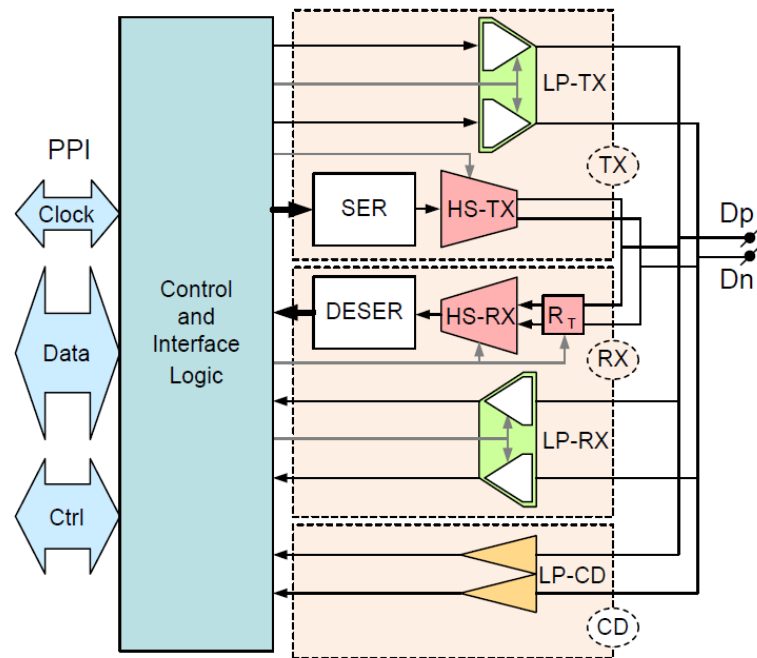 PPI
Clock
Data
Ctrl
Control
and
Interface
Logic
LP-TX
TX
SER
HS-TX
Dp
Dn
DESER
HS-RX
RT
RX
LP-RX
LP-CD
CD